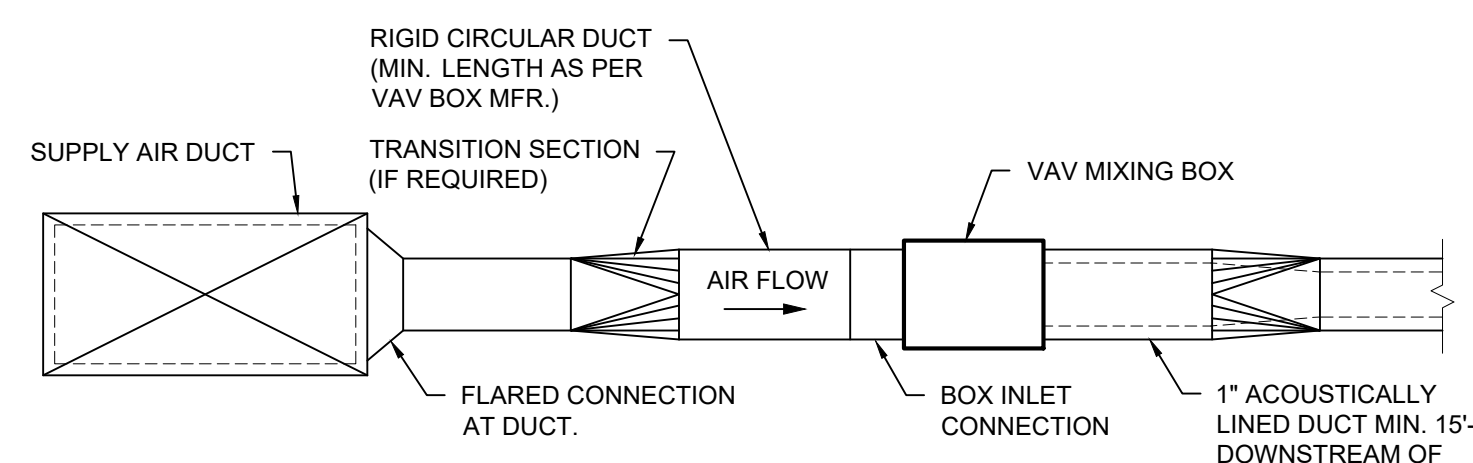 RIGID CIRCULAR DUCT
(MIN. LENGTH AS PER
VAV BOX MFR.)
SUPPLY AIR DUCT
TRANSITION SECTION
(IF REQUIRED)
VAV MIXING BOX
AIR FLOW
FLARED CONNECTION
AT DUCT.
BOX INLET
CONNECTION
1" ACOUSTICALLY
LINED DUCT MIN. 15'-
DOWNSTREAM OF